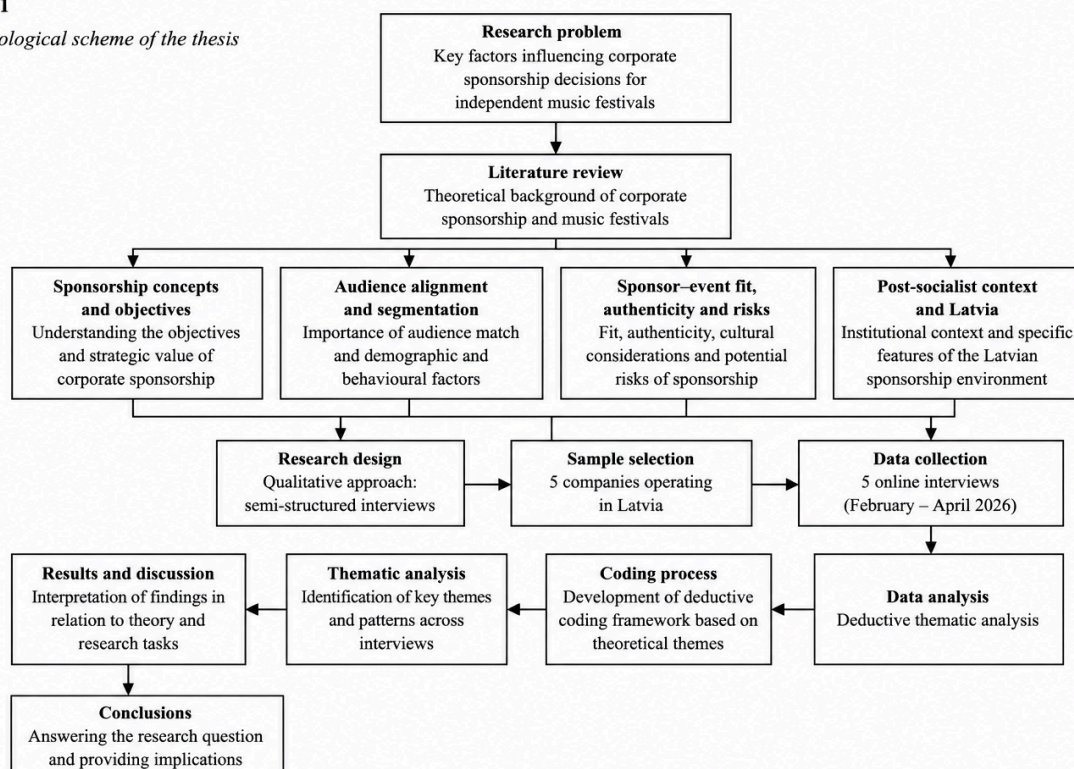 ological scheme of the thesis
Research problem
Key factors influencing corporate
sponsorship decisions for
independent music festivals
Literature review
Theoretical background of corporate
sponsorship and music festivals
Sponsorship concepts
and objectives
Understanding the objectives
and strategic value of
corporate sponsorship
Audience alignment
and segmentation
Importance of audience match
and demographic and
behavioural factors
Sponsor–event fit,
authenticity and risks
Fit, authenticity, cultural
considerations and potential
risks of sponsorship
Post-socialist context
and Latvia
Institutional context and specific
features of the Latvian
sponsorship environment
Research design
Qualitative approach:
semi-structured interviews
Sample selection
5 companies operating
in Latvia
Data collection
5 online interviews
(February – April 2026)
Results and discussion
Interpretation of findings in
relation to theory and
research tasks
Thematic analysis
Identification of key themes
and patterns across
interviews
Coding process
Development of deductive
coding framework based on
theoretical themes
Data analysis
Deductive thematic analysis
Conclusions
Answering the research question
and providing implications